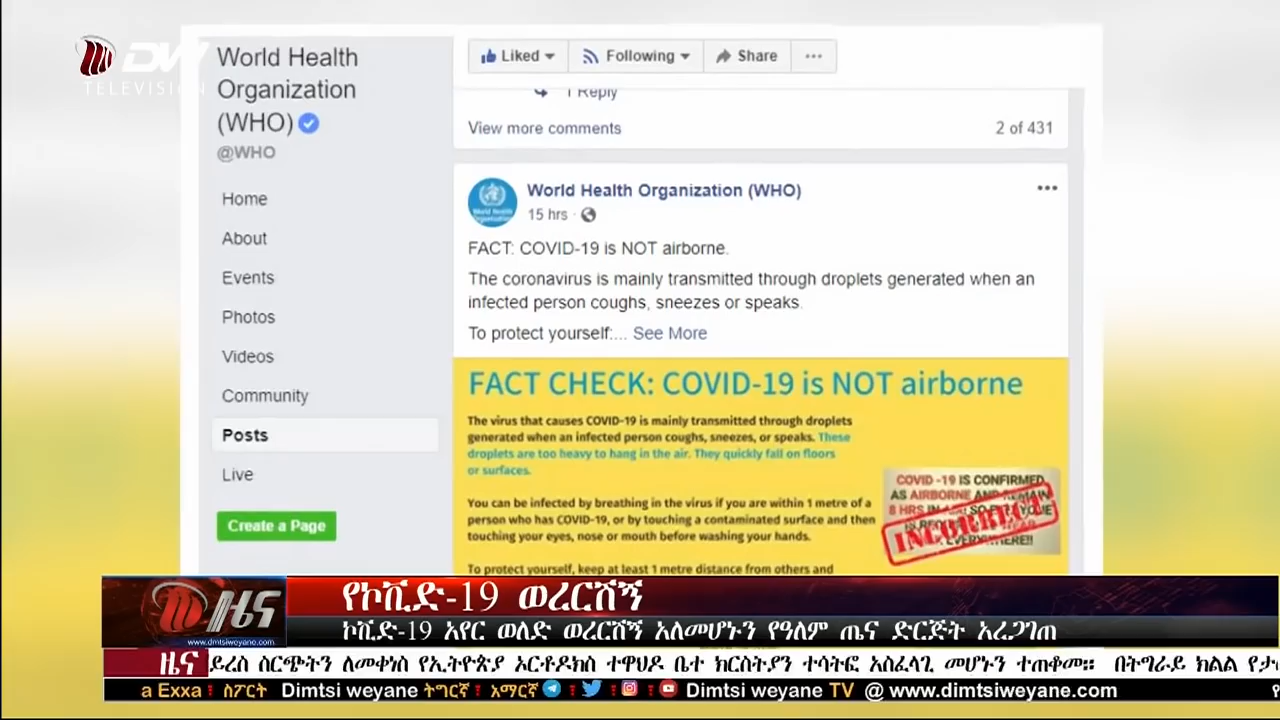 DW
TELEVISION
World Health
Organization
(WHO)
@WHO
Home
About
Events
Photos
Videos
Community
Posts
Live
Create a Page
Liked
Following
Share
1 Reply
View more comments
2 of 431
World Health Organization (WHO)
15 hrs
FACT: COVID-19 is NOT airborne.
The coronavirus is mainly transmitted through droplets generated when an
infected person coughs, sneezes or speaks.
To protect yourself:... See More
FACT CHECK: COVID-19 is NOT airborne
The virus that causes COVID-19 is mainly transmitted through droplets
generated when an infected person coughs, sneezes, or speaks. These
droplets are too heavy to hang in the air. They quickly fall on floors
or surfaces.
You can be infected by breathing in the virus if you are within 1 metre of a
person who has COVID-19, or by touching a contaminated surface and then
touching your eyes, nose or mouth before washing your hands.
To protect yourself, keep at least 1 metre distance from others and
COVID -19 IS CONFIRMED
AS AIRBORNE AND REMAIN
8 HRS IN
EVERYWHERE!!
INCORRECT
ዜና
www.dimtsiweyane.com
የኮቪድ-19 ወረርሽኝ
ኮቪድ-19 አየር ወለድ ወረርሽኝ አለመሆኑን የዓለም ጤና ድርጅት አረጋገጠ
ዜና
ይረስ ስርጭትን ለመቀነስ የኢትዮጵያ ኦርቶዶክስ ተዋህዶ ቤተ ክርስትያን ተሳትፎ አስፈላጊ መሆኑን ተጠቆመ። በትግራይ ክልል የታ
a Exxa ስፖርት Dimtsi weyane ትግርኛ አማርኛ Dimtsi weyane TV @ www.dimtsiweyane.com